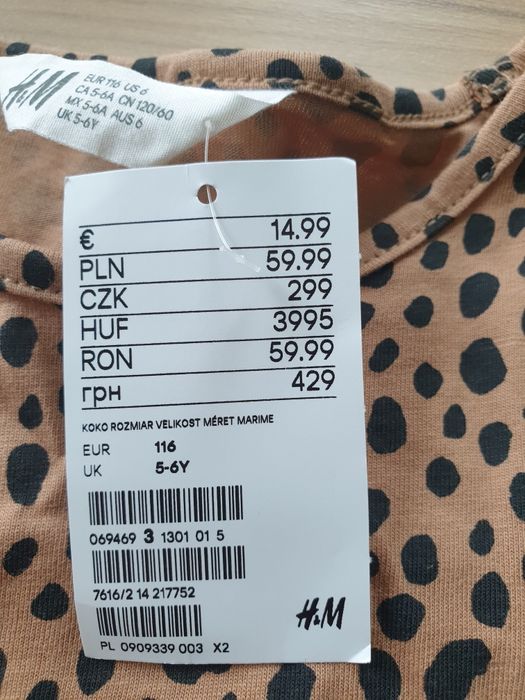 H&M
EUR 116 US 6
CA 5-6A CN 120/60
MX 5-6A AUS 6
UK 5-6Y
€ 14.99
PLN 59.99
CZK 299
HUF 3995
RON 59.99
грн 429
KOKO ROZMIAR VELIKOST MÉRET MARIME
EUR 116
UK 5-6Y
069469 3 1301 01 5
7616/2 14 217752
H&M
PL 0909339 003 X2